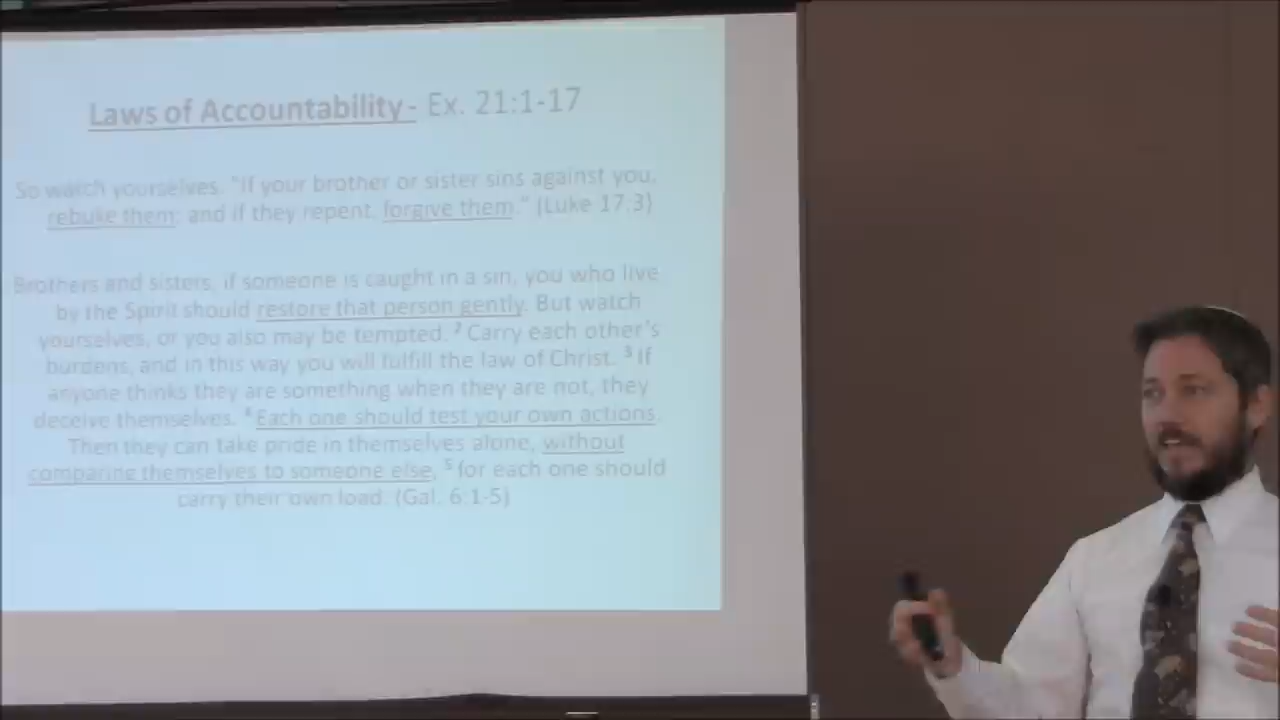 Laws of Accountability - Ex. 21:1-17
So watch yourselves. "If your brother or sister sins against you,
rebuke them; and if they repent, forgive them." (Luke 17:3)
Brothers and sisters, if someone is caught in a sin, you who live
by the Spirit should restore that person gently. But watch
yourselves, or you also may be tempted. ² Carry each other's
burdens, and in this way you will fulfill the law of Christ. ³ If
anyone thinks they are something when they are not, they
deceive themselves. ⁴ Each one should test your own actions.
Then they can take pride in themselves alone, without
comparing themselves to someone else, ⁵ for each one should
carry their own load. (Gal. 6:1-5)